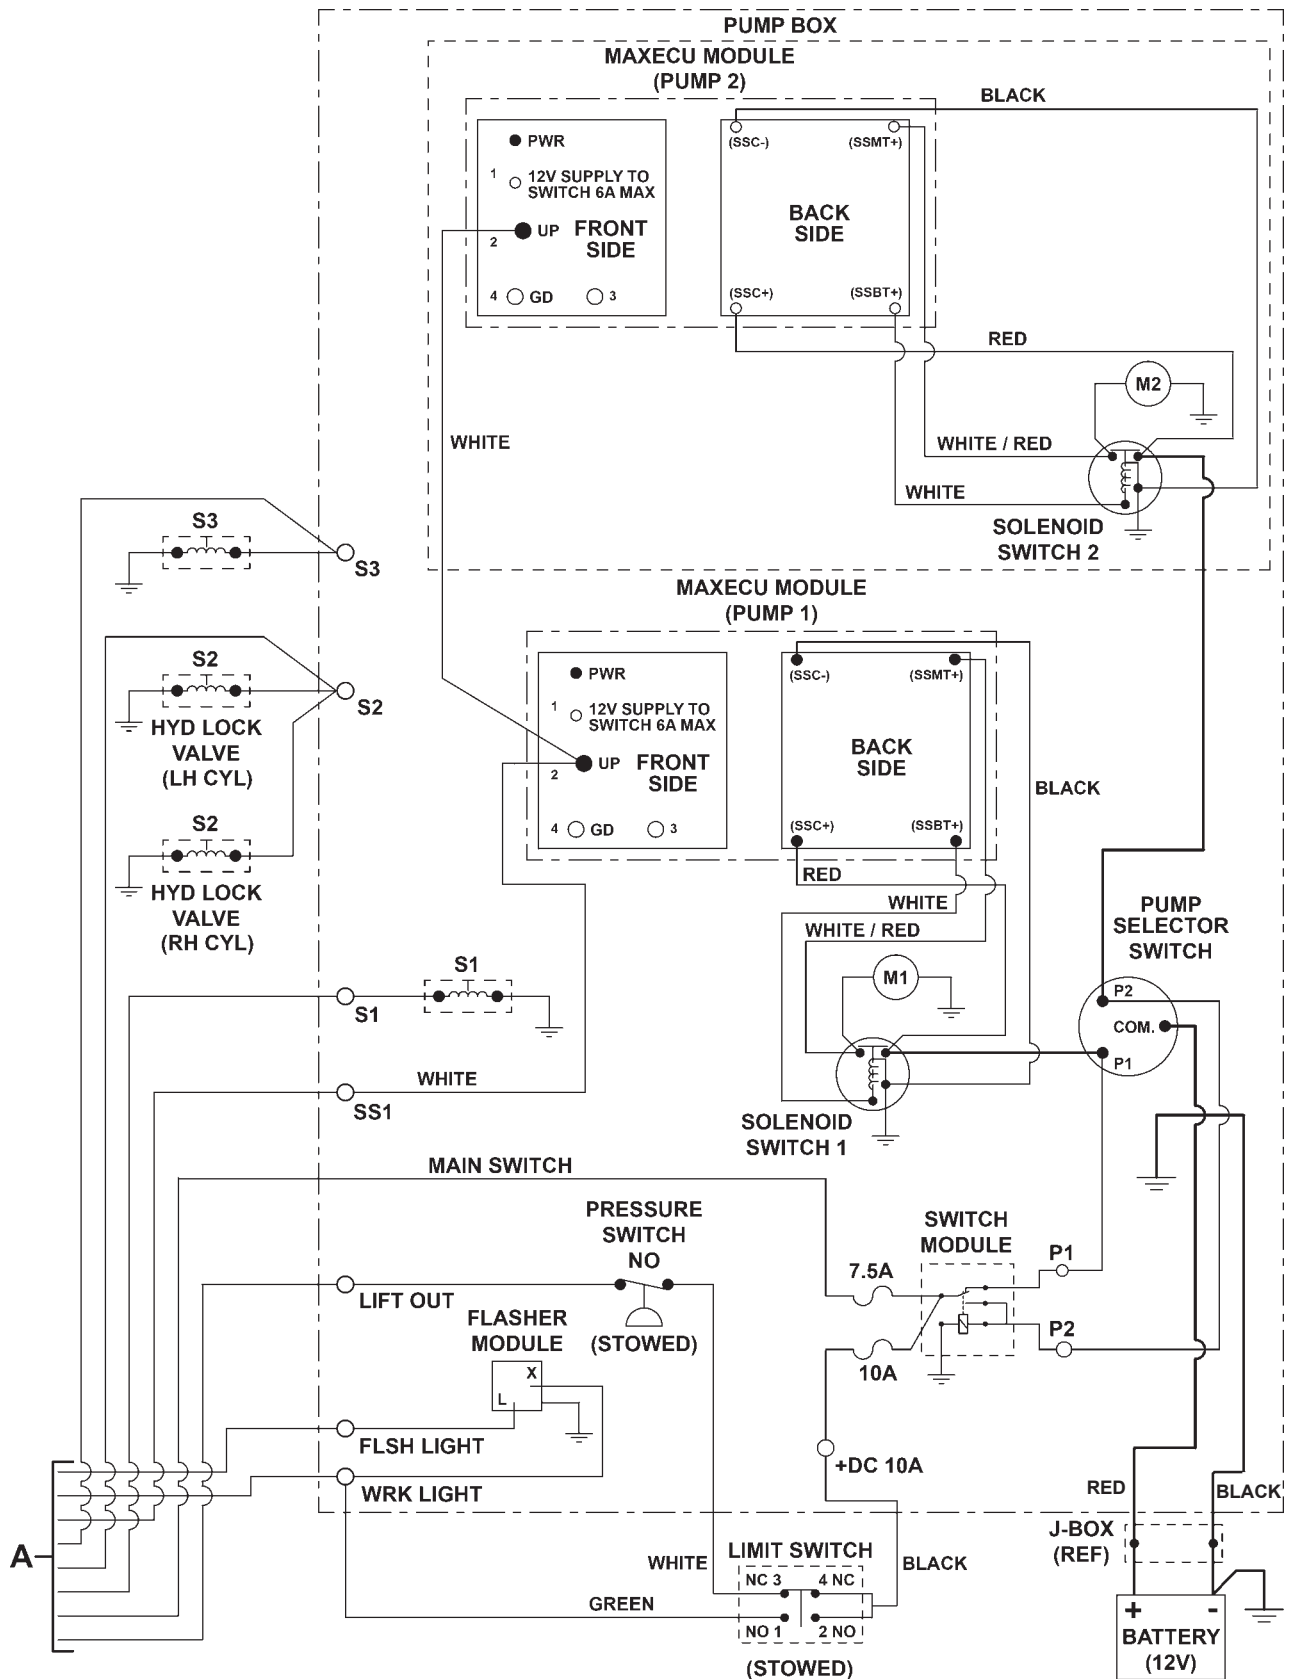 PUMP BOX
MAXECU MODULE
(PUMP 2)
BLACK
PWR
1
12V SUPPLY TO
SWITCH 6A MAX
UP
2
FRONT
SIDE
4
GD
3
(SSC-)
(SSMT+)
BACK
SIDE
(SSC+)
(SSBT+)
RED
M2
WHITE
WHITE / RED
WHITE
SOLENOID
SWITCH 2
S3
S3
MAXECU MODULE
(PUMP 1)
S2
S2
HYD LOCK
VALVE
(LH CYL)
S2
HYD LOCK
VALVE
(RH CYL)
PWR
1
12V SUPPLY TO
SWITCH 6A MAX
UP
2
FRONT
SIDE
4
GD
3
(SSC-)
(SSMT+)
BACK
SIDE
(SSC+)
(SSBT+)
BLACK
RED
WHITE
WHITE / RED
M1
PUMP
SELECTOR
SWITCH
P2
COM.
P1
S1
S1
WHITE
SS1
SOLENOID
SWITCH 1
MAIN SWITCH
PRESSURE
SWITCH
NO
(STOWED)
LIFT OUT
SWITCH
MODULE
7.5A
10A
P1
P2
FLASHER
MODULE
X
L
FLSH LIGHT
WRK LIGHT
+DC 10A
RED
BLACK
A
J-BOX
(REF)
WHITE
LIMIT SWITCH
BLACK
NC 3
4 NC
GREEN
NO 1
2 NO
(STOWED)
+
-
BATTERY
(12V)